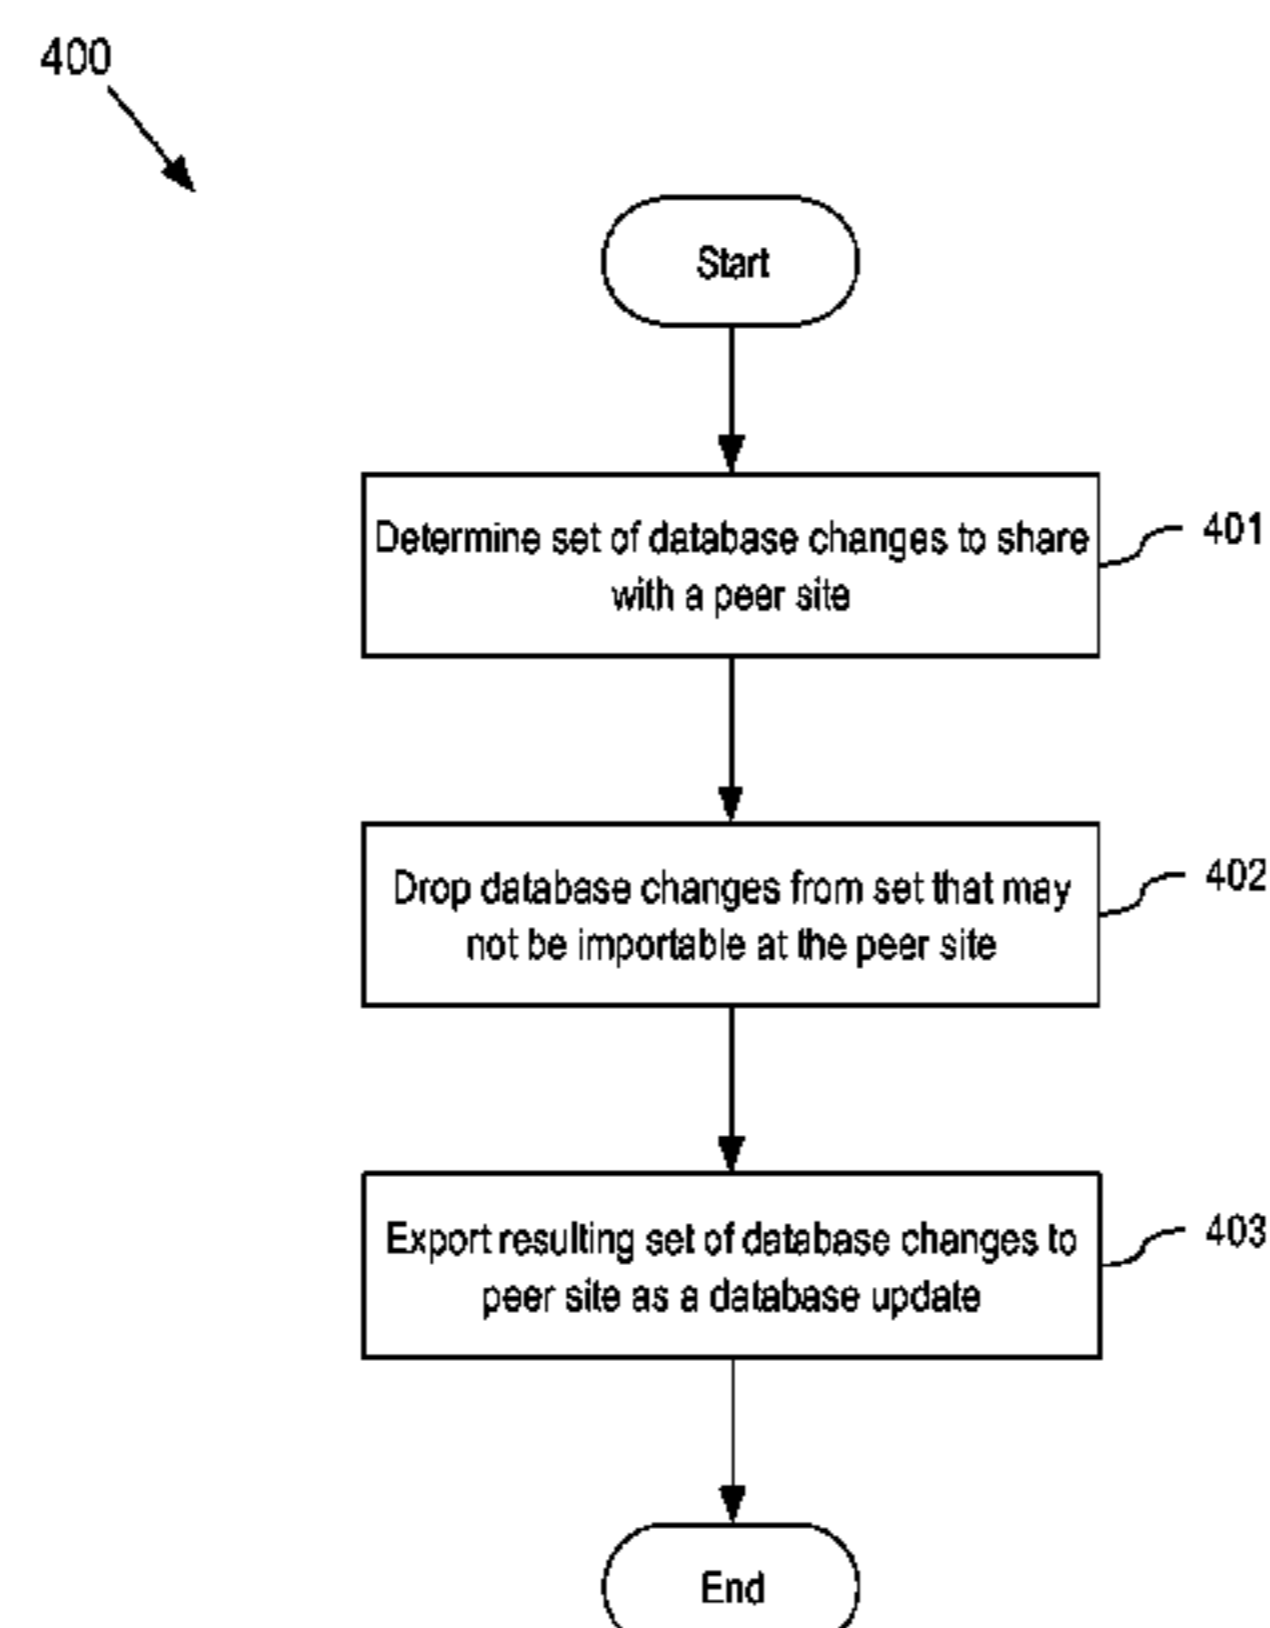 400
Start
Determine set of database changes to share
with a peer site
401
Drop database changes from set that may
not be importable at the peer site
402
Export resulting set of database changes to
peer site as a database update
403
End